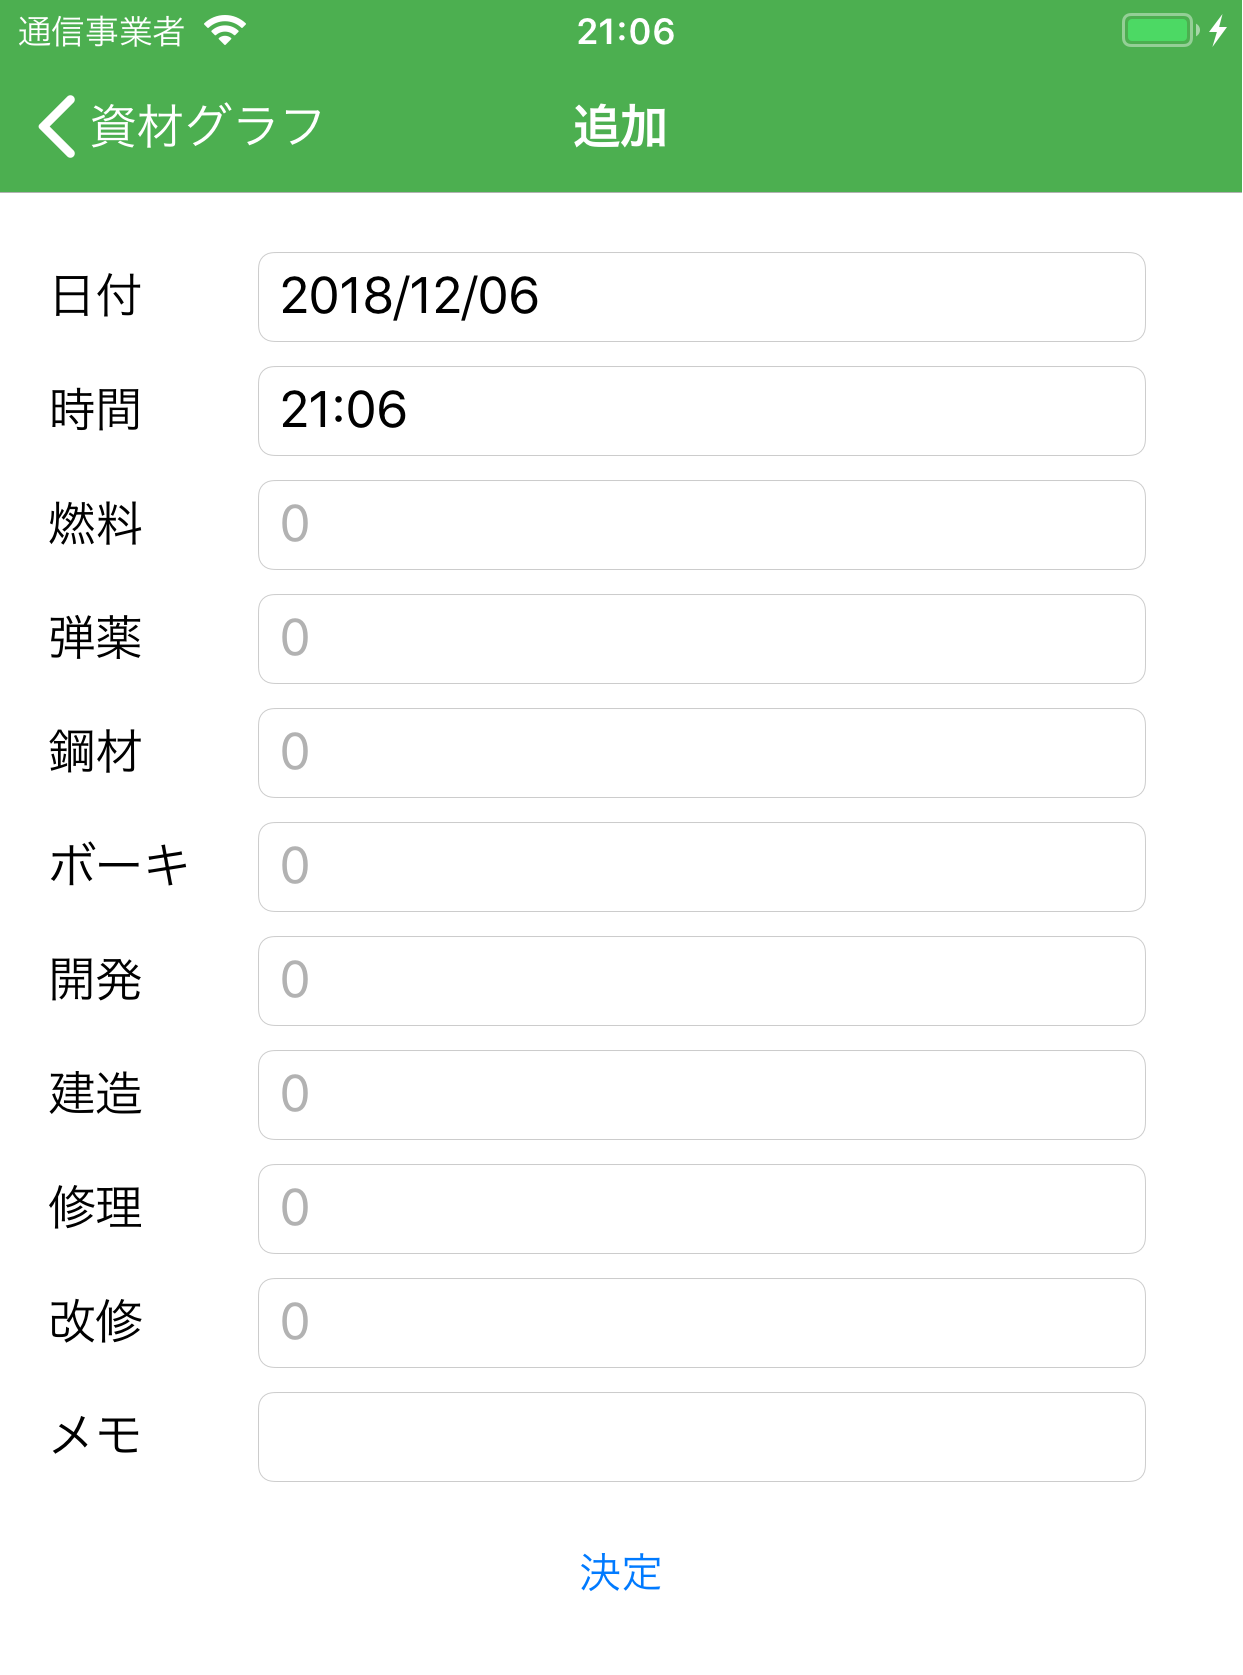 通信事業者 21:06
資材グラフ 追加
日付 2018/12/06
時間 21:06
燃料 0
弾薬 0
鋼材 0
ボーキ 0
開発 0
建造 0
修理 0
改修 0
メモ
決定